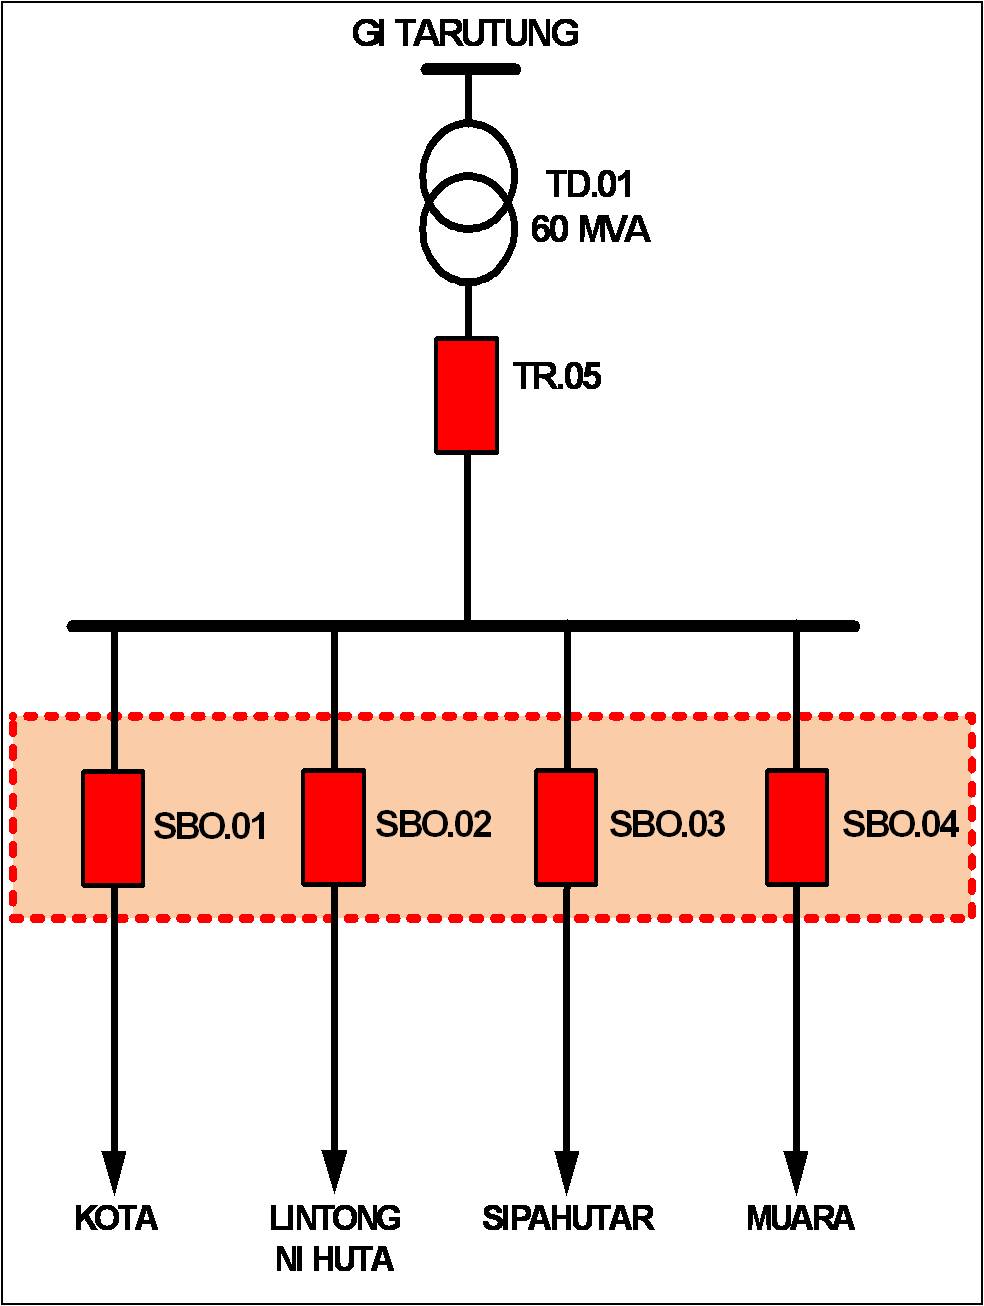 GI TARUTUNG
TD.01
60 MVA
TR.05
SBO.01
SBO.02
SBO.03
SBO.04
KOTA
LINTONG
NI HUTA
SIPAHUTAR
MUARA